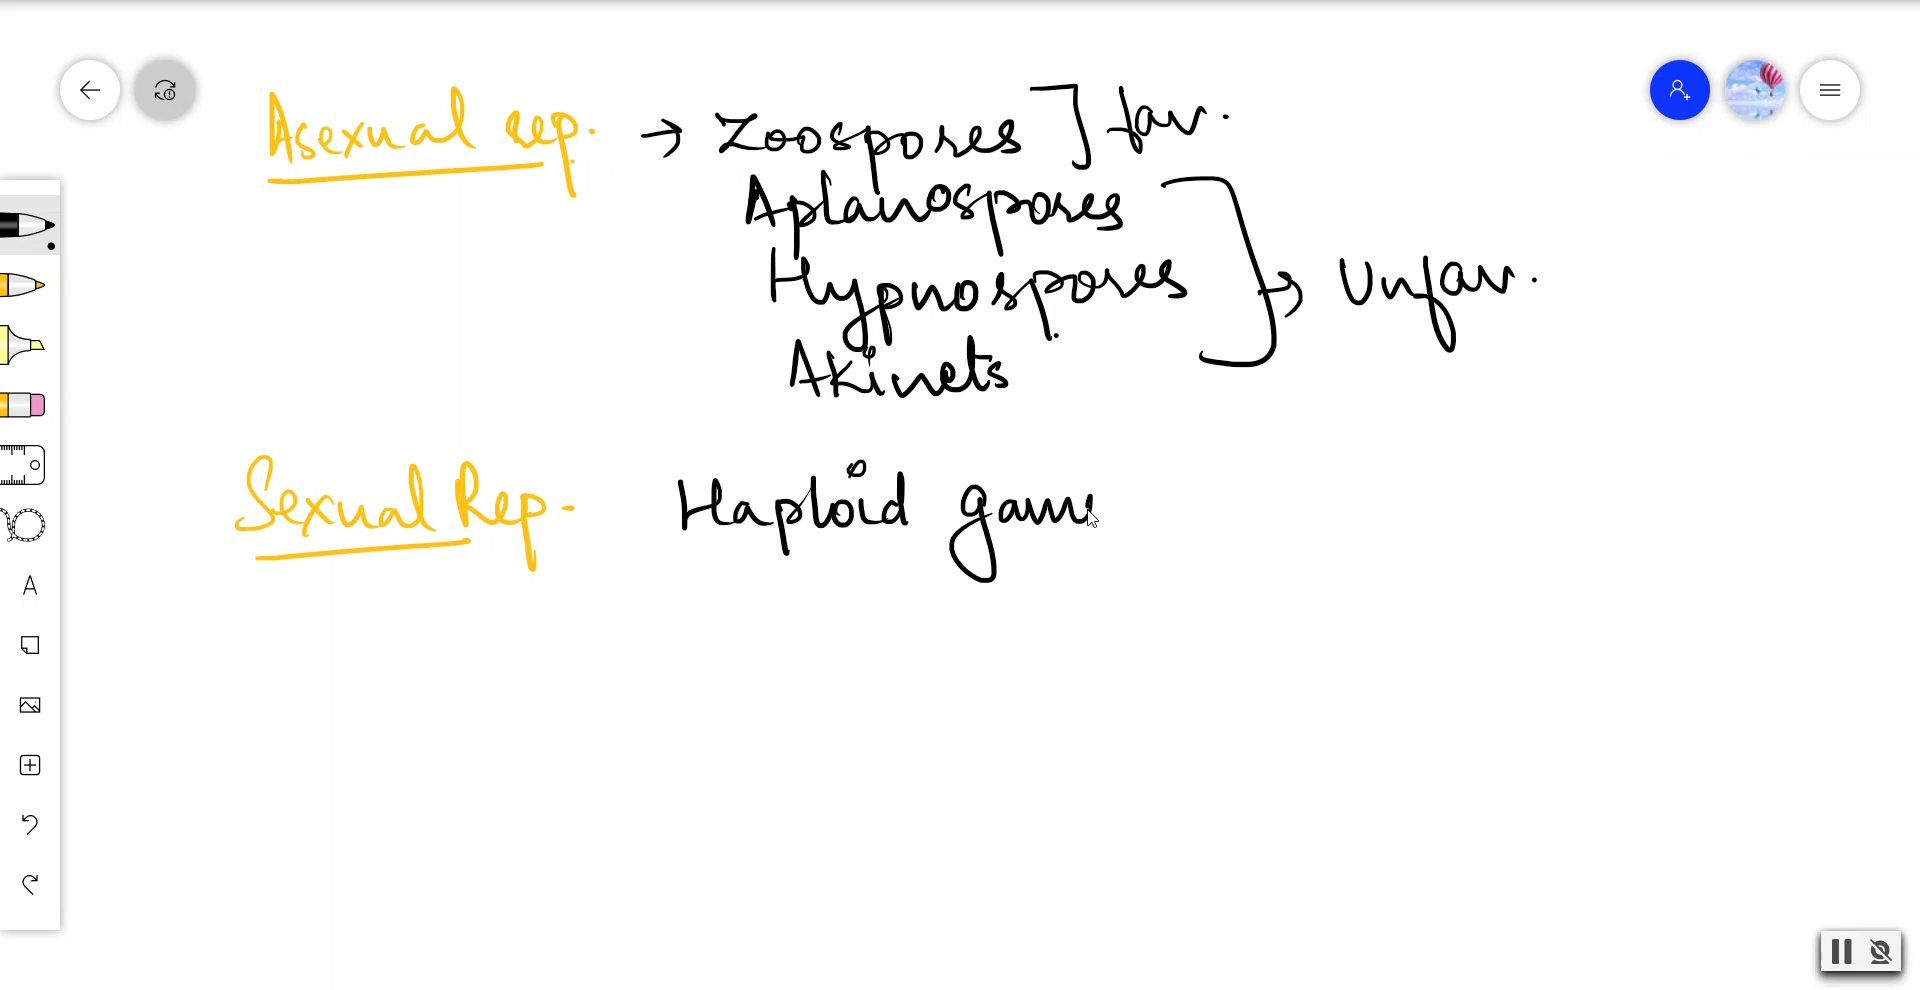 Asexual rep. → Zoospores ] fav.
Aplanospores
Hypnospores → Unfav.
Akinets
Sexual Rep. Haploid gam
A